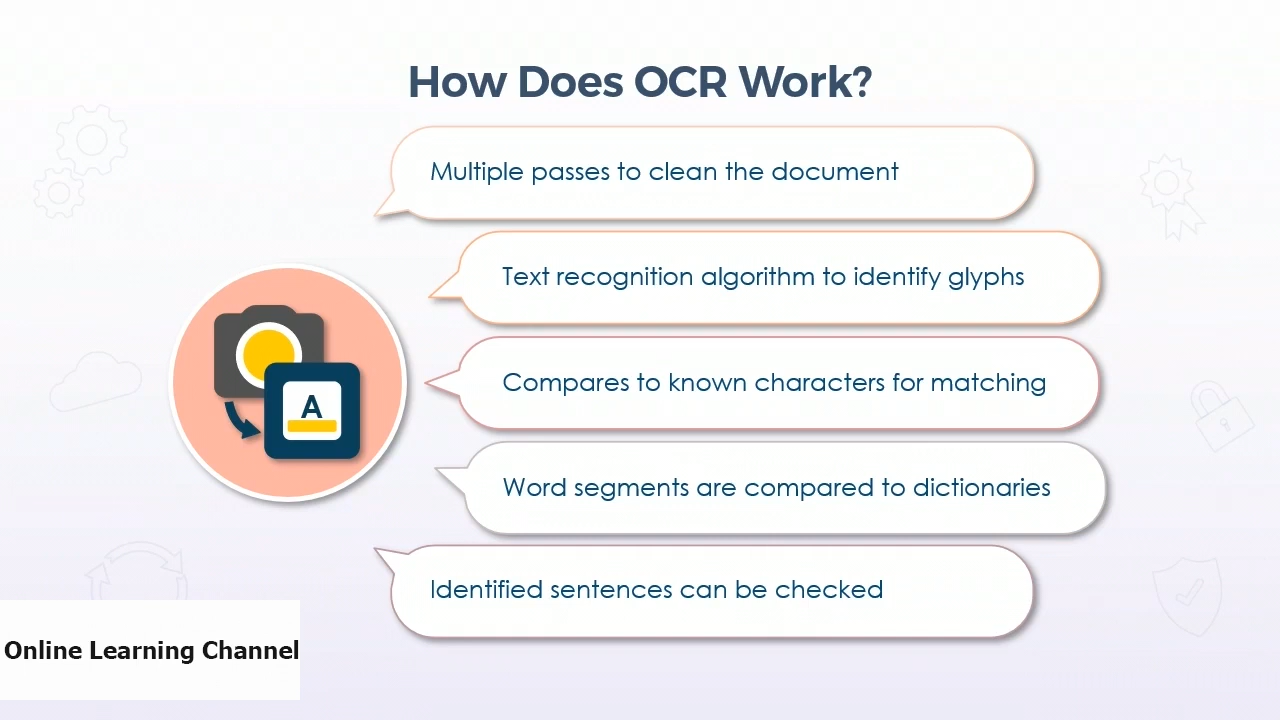 How Does OCR Work?
Multiple passes to clean the document
Text recognition algorithm to identify glyphs
Compares to known characters for matching
A
Word segments are compared to dictionaries
Identified sentences can be checked
Online Learning Channel